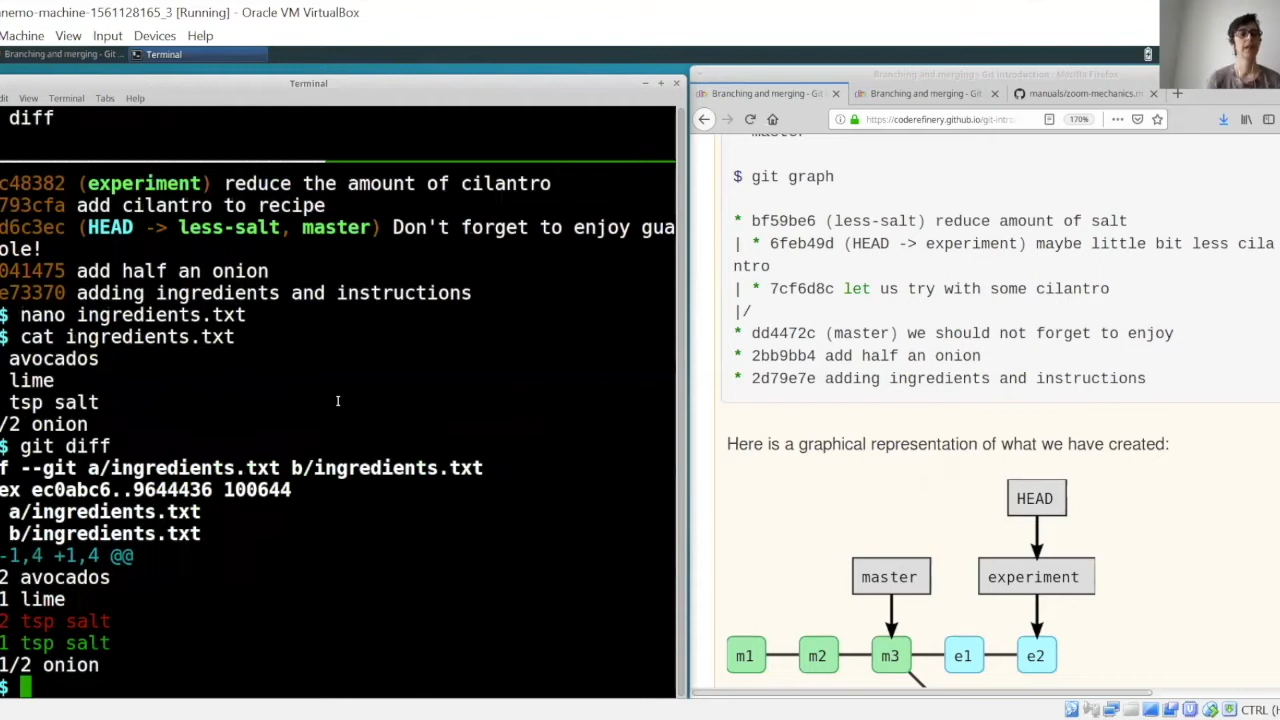 nemo-machine-1561128165_3 [Running] - Oracle VM VirtualBox
Machine View Input Devices Help
Branching and merging - Git ... Terminal
Terminal
dit View Terminal Tabs Help
diff
c48382 (experiment) reduce the amount of cilantro
793cfa add cilantro to recipe
d6c3ec (HEAD -> less-salt, master) Don't forget to enjoy gua
ole!
041475 add half an onion
e73370 adding ingredients and instructions
$ nano ingredients.txt
$ cat ingredients.txt
avocados
lime
tsp salt
/2 onion
$ git diff
f --git a/ingredients.txt b/ingredients.txt
ex ec0abc6..9644436 100644
a/ingredients.txt
b/ingredients.txt
-1,4 +1,4 @@
2 avocados
1 lime
2 tsp salt
1 tsp salt
1/2 onion
$
Branching and merging - Git introduction - Mozilla Firefox
Branching and merging - Git Branching and merging - Git manuals/zoom-mechanics.m
https://coderefinery.github.io/git-intro 170%
master
$ git graph
* bf59be6 (less-salt) reduce amount of salt
| * 6feb49d (HEAD -> experiment) maybe little bit less cila
ntro
| * 7cf6d8c let us try with some cilantro
|/
* dd4472c (master) we should not forget to enjoy
* 2bb9bb4 add half an onion
* 2d79e7e adding ingredients and instructions
Here is a graphical representation of what we have created:
HEAD
master experiment
m1 m2 m3 e1 e2
CTRL (